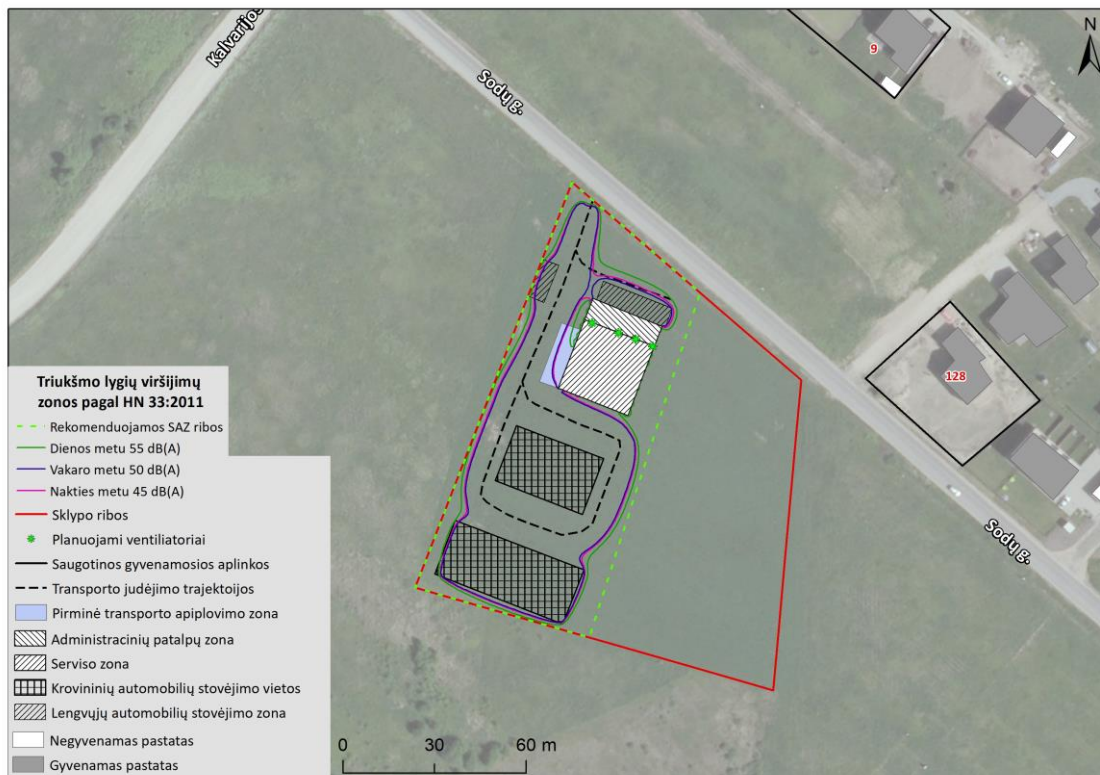 Kalvarijos
Sodų g.
9
N
128
Sodų g.
Triukšmo lygių viršijimų
zonos pagal HN 33:2011
Rekomenduojamos SAZ ribos
Dienos metu 55 dB(A)
Vakaro metu 50 dB(A)
Nakties metu 45 dB(A)
Sklypo ribos
Planuojami ventiliatoriai
Saugotinos gyvenamosios aplinkos
Transporto judėjimo trajektoijos
Pirminė transporto apiplovimo zona
Administracinių patalpų zona
Serviso zona
Krovininių automobilių stovėjimo vietos
Lengvųjų automobilių stovėjimo zona
Negyvenamas pastatas
Gyvenamas pastatas
0 30 60 m